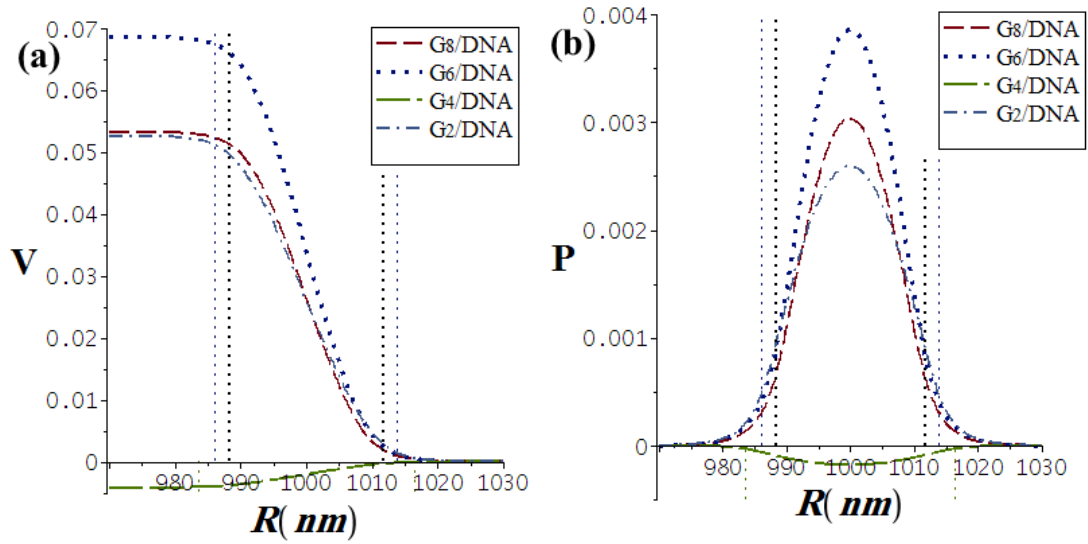 (a)
G8/DNA
G6/DNA
G4/DNA
G2/DNA
0.07
0.06
0.05
0.04
0.03
0.02
0.01
0
V
980 990 1000 1010 1020 1030
R( nm)
(b)
G8/DNA
G6/DNA
G4/DNA
G2/DNA
0.004
0.003
0.002
0.001
0
P
980 990 1000 1010 1020 1030
R( nm)